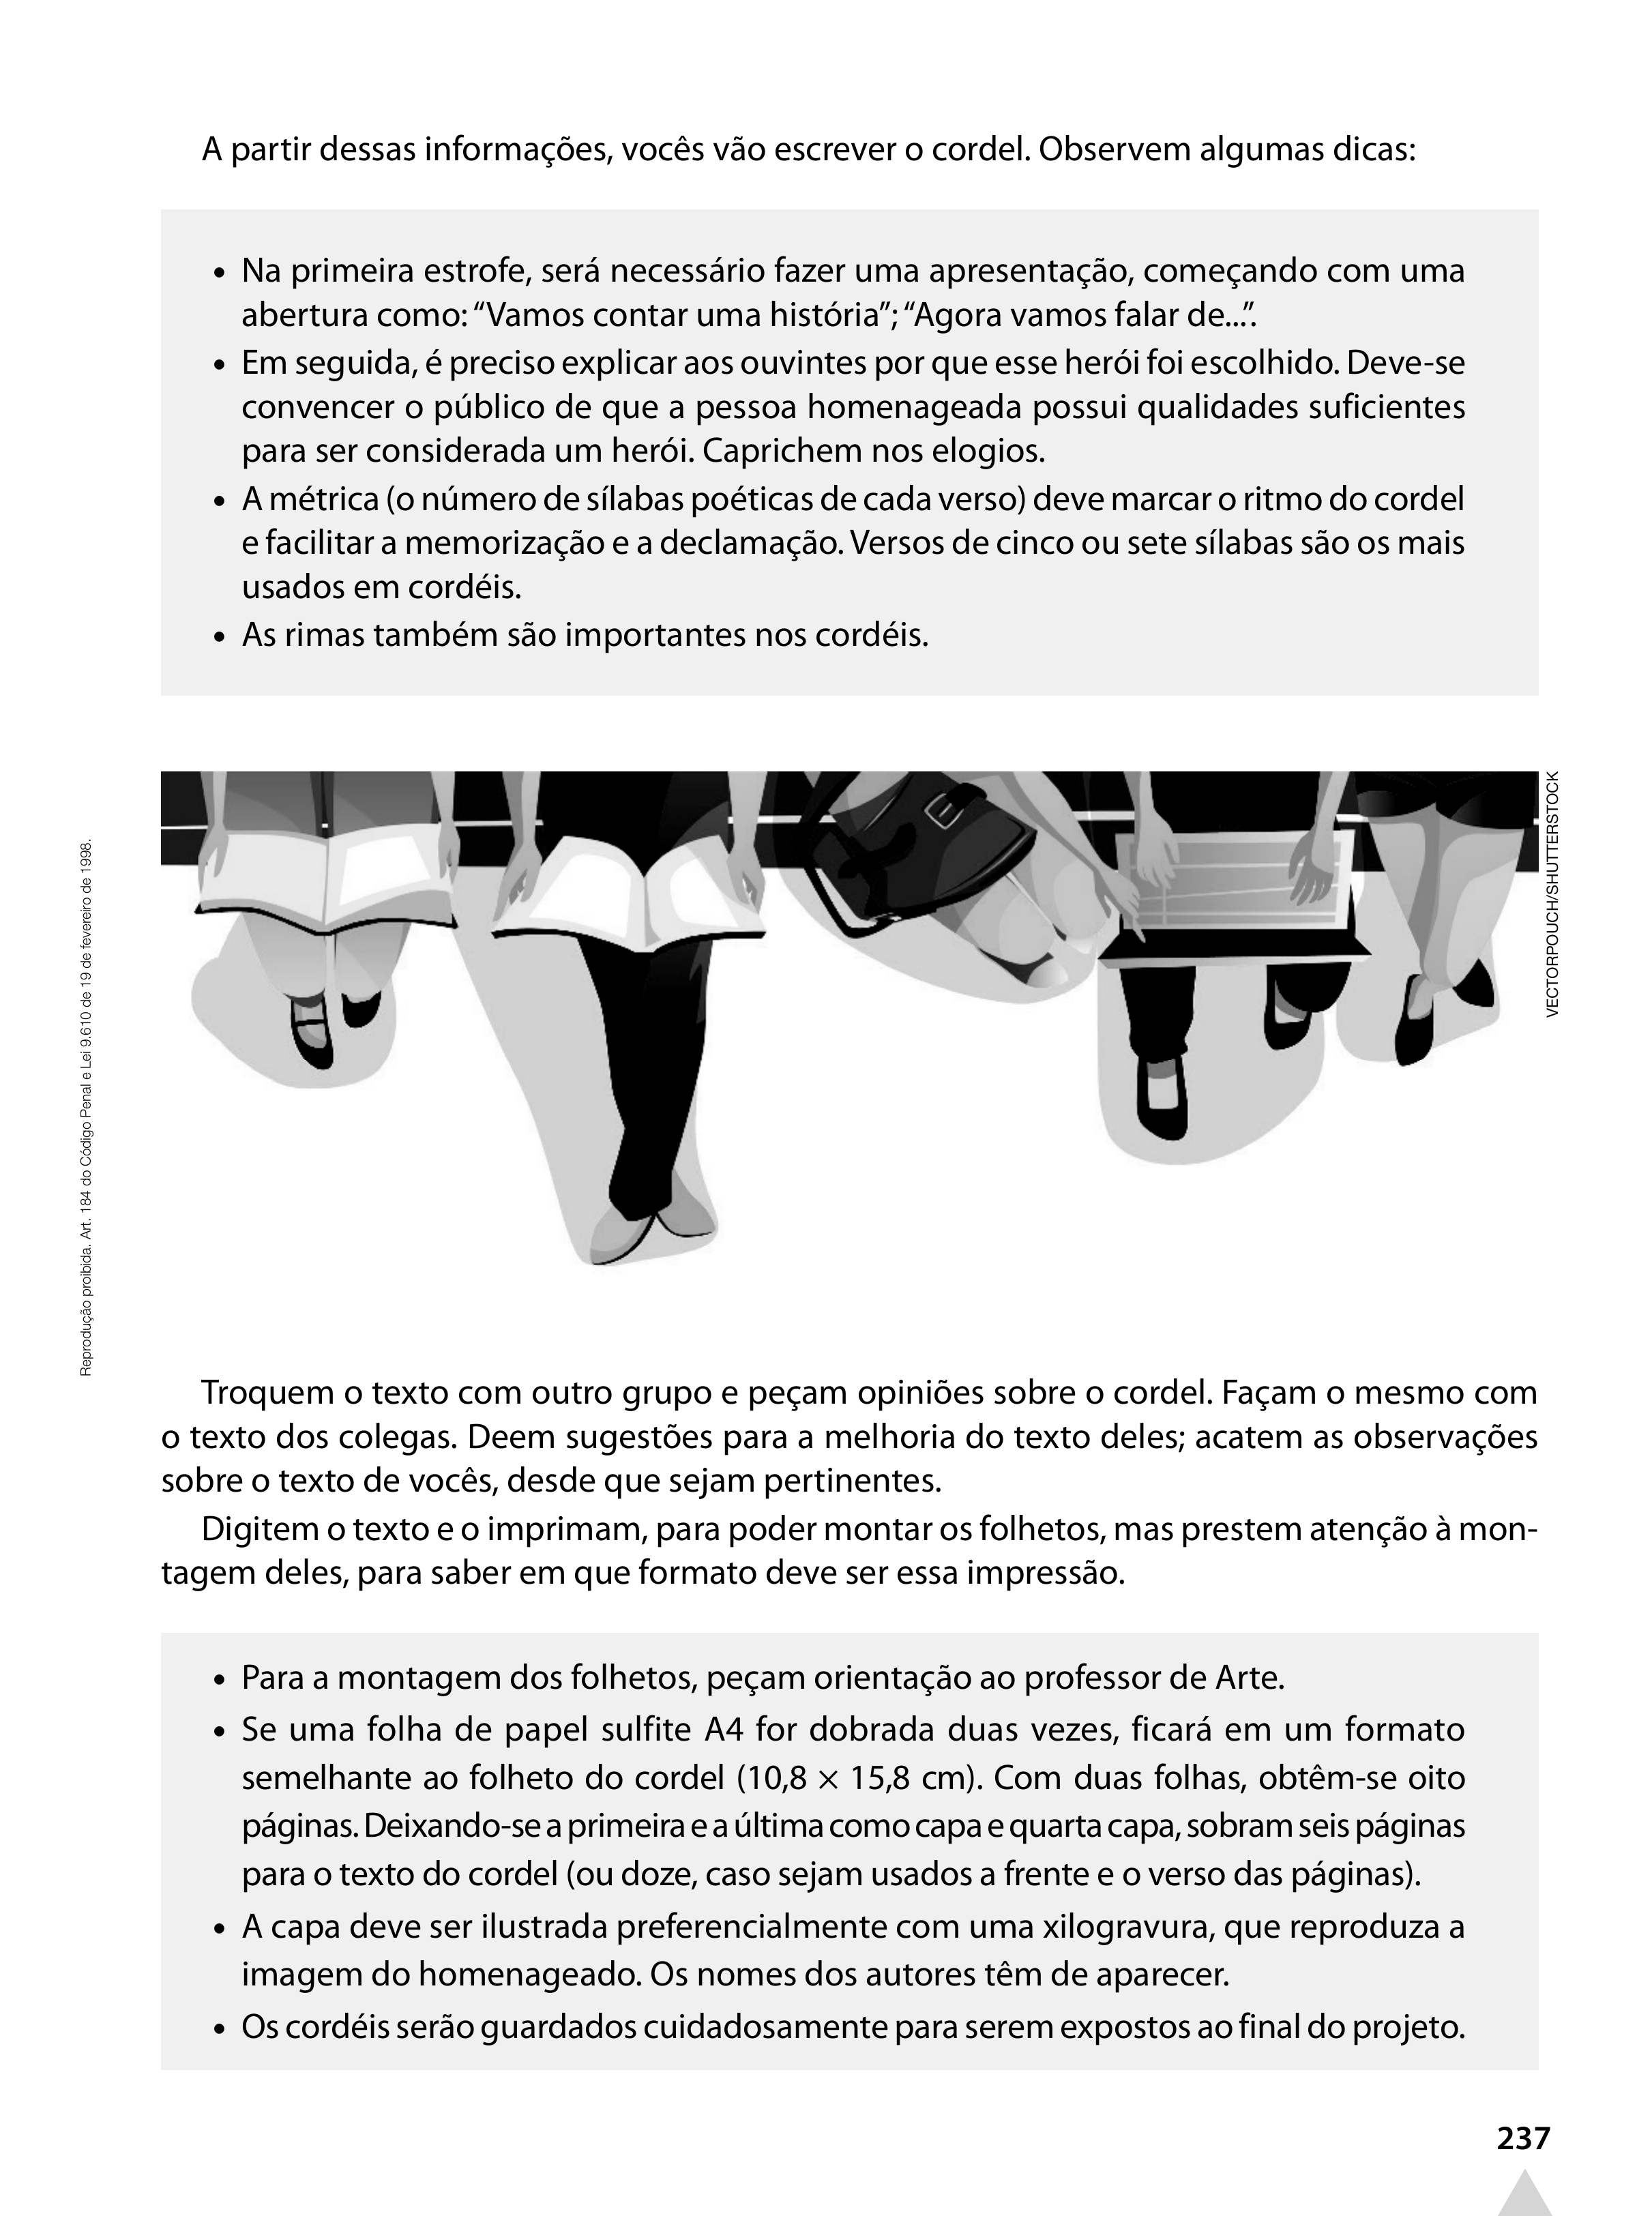 A partir dessas informações, vocês vão escrever o cordel. Observem algumas dicas:
• Na primeira estrofe, será necessário fazer uma apresentação, começando com uma
abertura como: “Vamos contar uma história”; “Agora vamos falar de...”.
• Em seguida, é preciso explicar aos ouvintes por que esse herói foi escolhido. Deve-se
convencer o público de que a pessoa homenageada possui qualidades suficientes
para ser considerada um herói. Caprichem nos elogios.
• A métrica (o número de sílabas poéticas de cada verso) deve marcar o ritmo do cordel
e facilitar a memorização e a declamação. Versos de cinco ou sete sílabas são os mais
usados em cordéis.
• As rimas também são importantes nos cordéis.
VECTORPOUCH/SHUTTERSTOCK
Reprodução proibida. Art. 184 do Código Penal e Lei 9.610 de 19 de fevereiro de 1998.
Troquem o texto com outro grupo e peçam opiniões sobre o cordel. Façam o mesmo com
o texto dos colegas. Deem sugestões para a melhoria do texto deles; acatem as observações
sobre o texto de vocês, desde que sejam pertinentes.
Digitem o texto e o imprimam, para poder montar os folhetos, mas prestem atenção à mon-
tagem deles, para saber em que formato deve ser essa impressão.
• Para a montagem dos folhetos, peçam orientação ao professor de Arte.
• Se uma folha de papel sulfite A4 for dobrada duas vezes, ficará em um formato
semelhante ao folheto do cordel (10,8 × 15,8 cm). Com duas folhas, obtêm-se oito
páginas. Deixando-se a primeira e a última como capa e quarta capa, sobram seis páginas
para o texto do cordel (ou doze, caso sejam usados a frente e o verso das páginas).
• A capa deve ser ilustrada preferencialmente com uma xilogravura, que reproduza a
imagem do homenageado. Os nomes dos autores têm de aparecer.
• Os cordéis serão guardados cuidadosamente para serem expostos ao final do projeto.
237